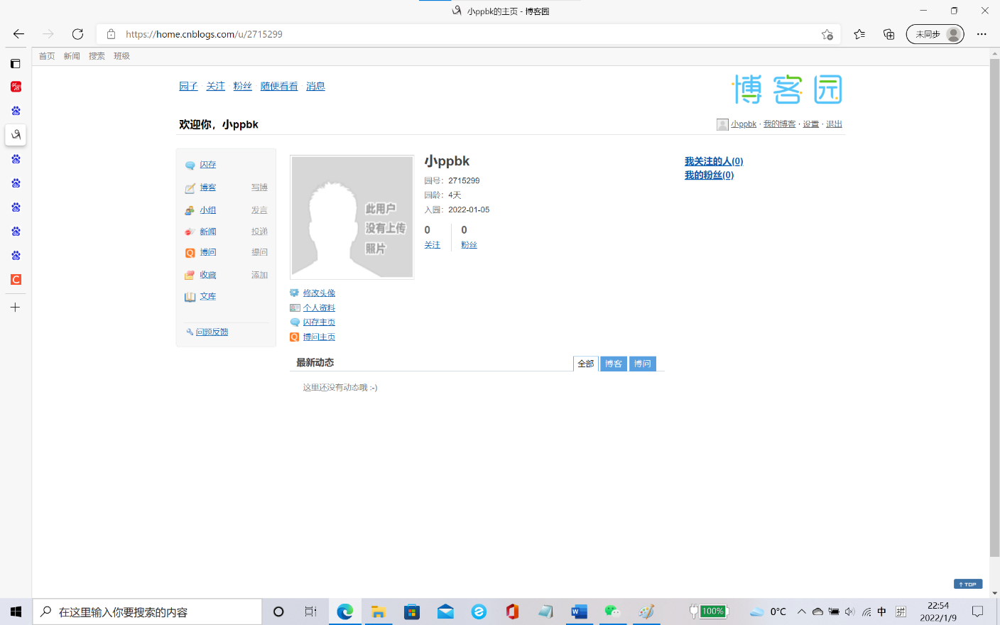 小ppbk的主页 - 博客园
https://home.cnblogs.com/u/2715299
未同步
首页 新闻 搜索 班级
园子 · 关注 · 粉丝 · 随便看看 · 消息
博客园
欢迎你，小ppbk
小ppbk · 我的博客 · 设置 · 退出
闪存
博客 写博
小组 发言
新闻 投递
博问 提问
收藏 添加
文库
问题反馈
此用户
没有上传
照片
小ppbk
园号：2715299
园龄：4天
入园：2022-01-05
0 0
关注 粉丝
我关注的人(0)
我的粉丝(0)
修改头像
个人资料
闪存主页
博问主页
最新动态
全部 博客 博问
这里还没有动态哦 :-)
TOP
在这里输入你要搜索的内容
100%
0°C
中
拼
22:54
2022/1/9